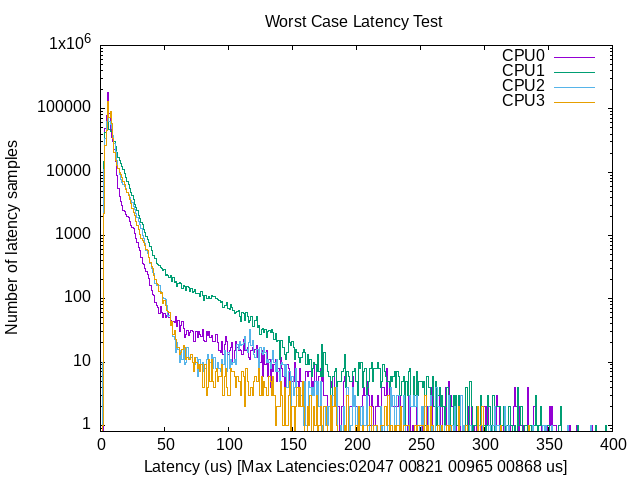 Worst Case Latency Test
1x10^6
100000
10000
1000
100
10
1
Number of latency samples
CPU0
CPU1
CPU2
CPU3
0 50 100 150 200 250 300 350 400
Latency (us) [Max Latencies:02047 00821 00965 00868 us]